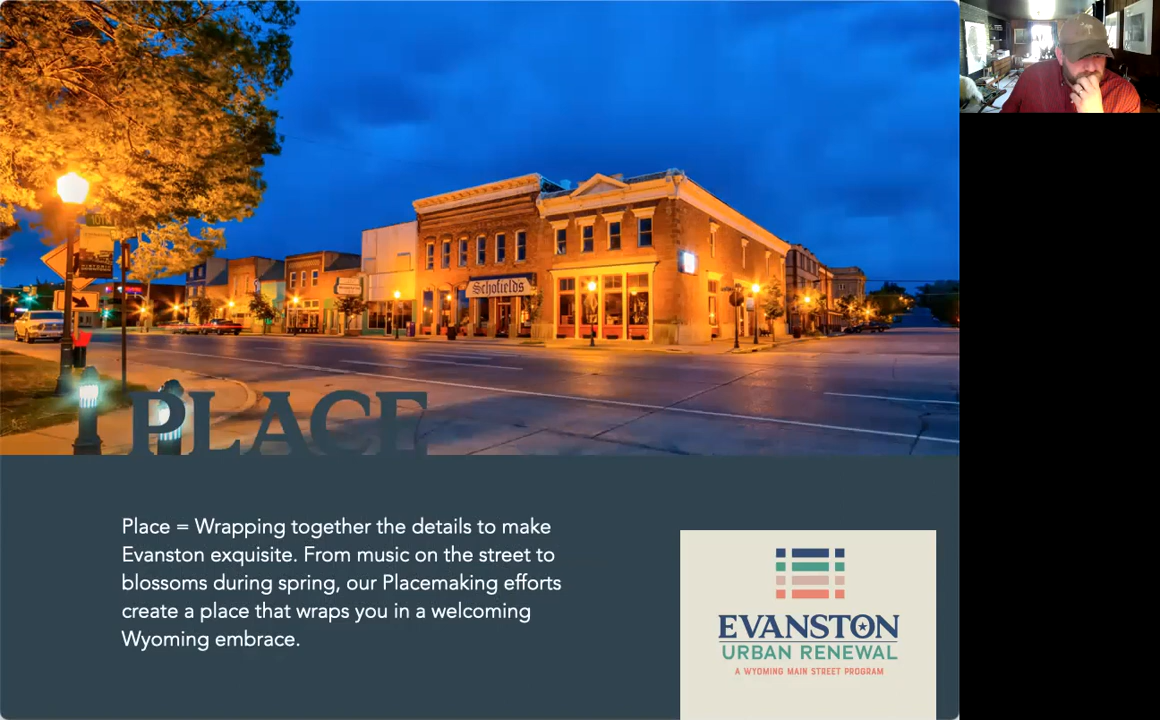 10TH
HISTORIC
Schofields
PLACE
Place = Wrapping together the details to make
Evanston exquisite. From music on the street to
blossoms during spring, our Placemaking efforts
create a place that wraps you in a welcoming
Wyoming embrace.
EVANSTON
URBAN RENEWAL
A WYOMING MAIN STREET PROGRAM